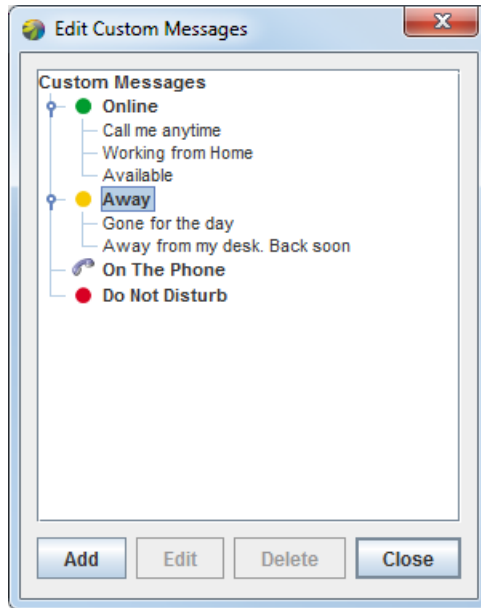 Edit Custom Messages
Custom Messages
Online
Call me anytime
Working from Home
Available
Away
Gone for the day
Away from my desk. Back soon
On The Phone
Do Not Disturb
Add Edit Delete Close